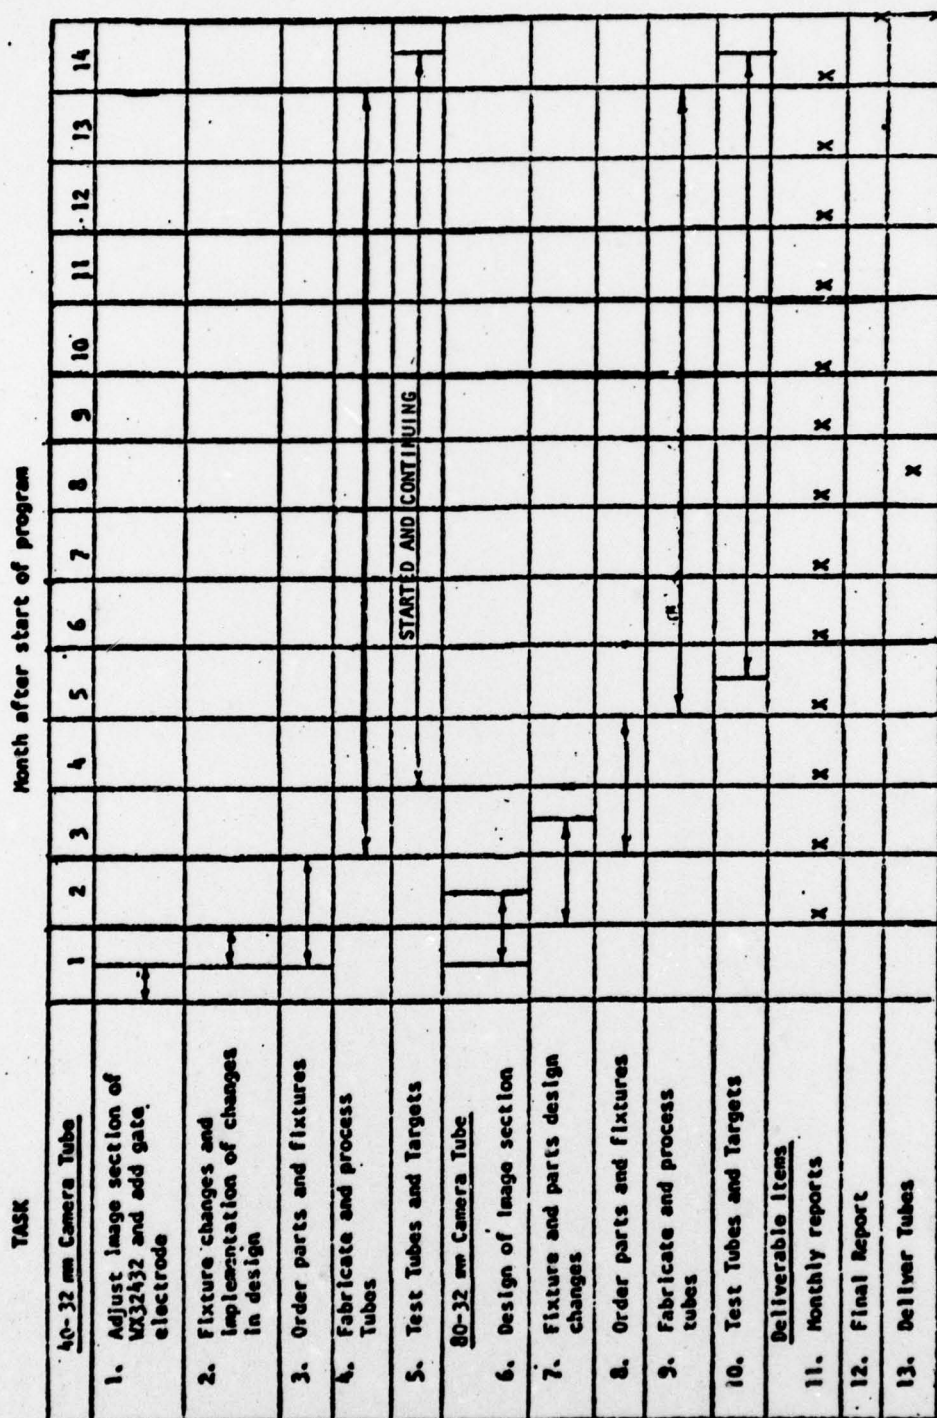 Month after start of program
TASK
1 2 3 4 5 6 7 8 9 10 11 12 13 14
40-32 mm Camera Tube
1. Adjust image section of
WX32432 and add gate
electrode
2. Fixture changes and
implementation of changes
in design
3. Order parts and fixtures
4. Fabricate and process
Tubes
5. Test Tubes and Targets
STARTED AND CONTINUING
80-32 mm Camera Tube
6. Design of image section
7. Fixture and parts design
changes
8. Order parts and fixtures
9. Fabricate and process
tubes
10. Test Tubes and Targets
Deliverable Items
11. Monthly reports
X X X X X X X X X X X X X
12. Final Report
X
13. Deliver Tubes
X X